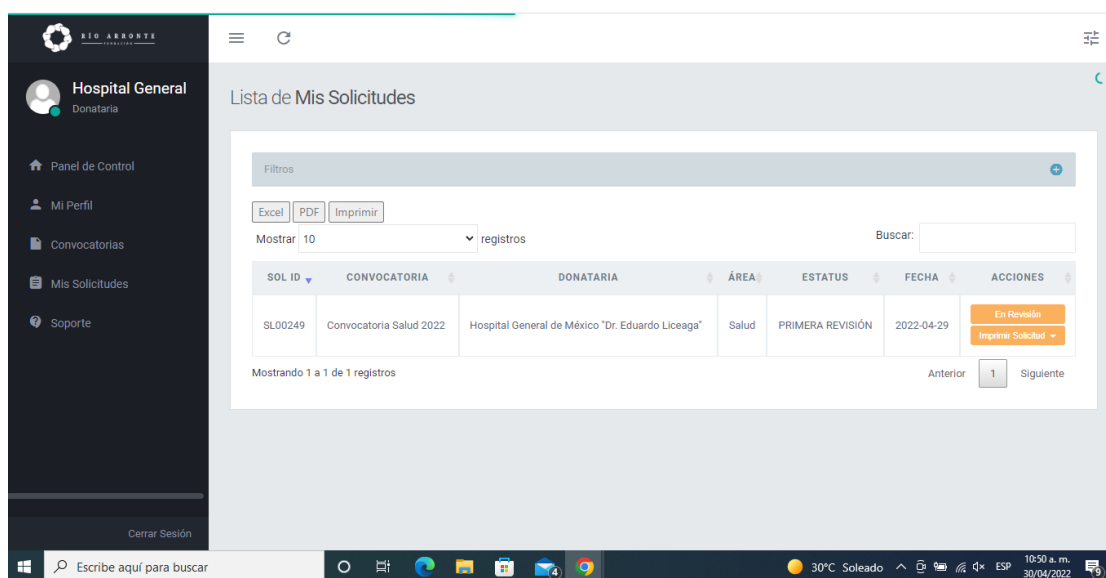 RÍO ARRONTE
FUNDACIÓN
Hospital General
Donataria
Panel de Control
Mi Perfil
Convocatorias
Mis Solicitudes
Soporte
Cerrar Sesión
Lista de Mis Solicitudes
Filtros
Excel PDF Imprimir
Mostrar 10 registros Buscar:
SOL ID CONVOCATORIA DONATARIA ÁREA ESTATUS FECHA ACCIONES
SL00249 Convocatoria Salud 2022 Hospital General de México "Dr. Eduardo Liceaga" Salud PRIMERA REVISIÓN 2022-04-29 En Revisión
Imprimir Solicitud
Mostrando 1 a 1 de 1 registros Anterior 1 Siguiente
Escribe aquí para buscar 4 30°C Soleado ESP 10:50 a. m.
30/04/2022 9